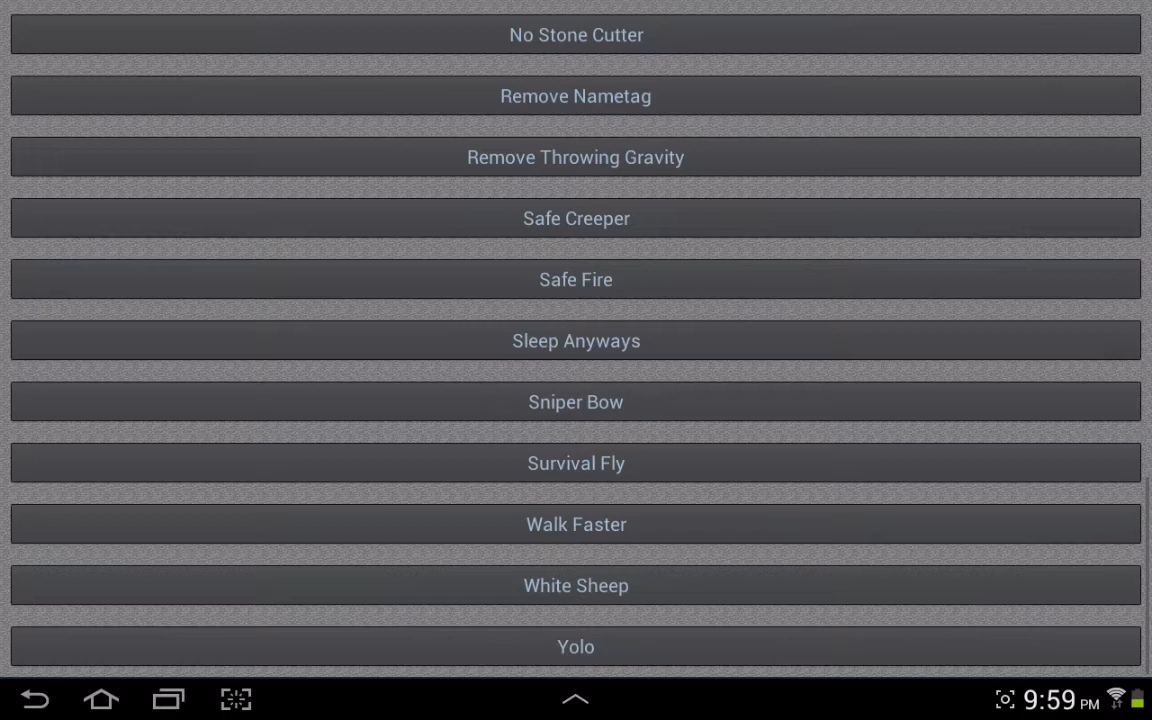 No Stone Cutter
Remove Nametag
Remove Throwing Gravity
Safe Creeper
Safe Fire
Sleep Anyways
Sniper Bow
Survival Fly
Walk Faster
White Sheep
Yolo
9:59 PM